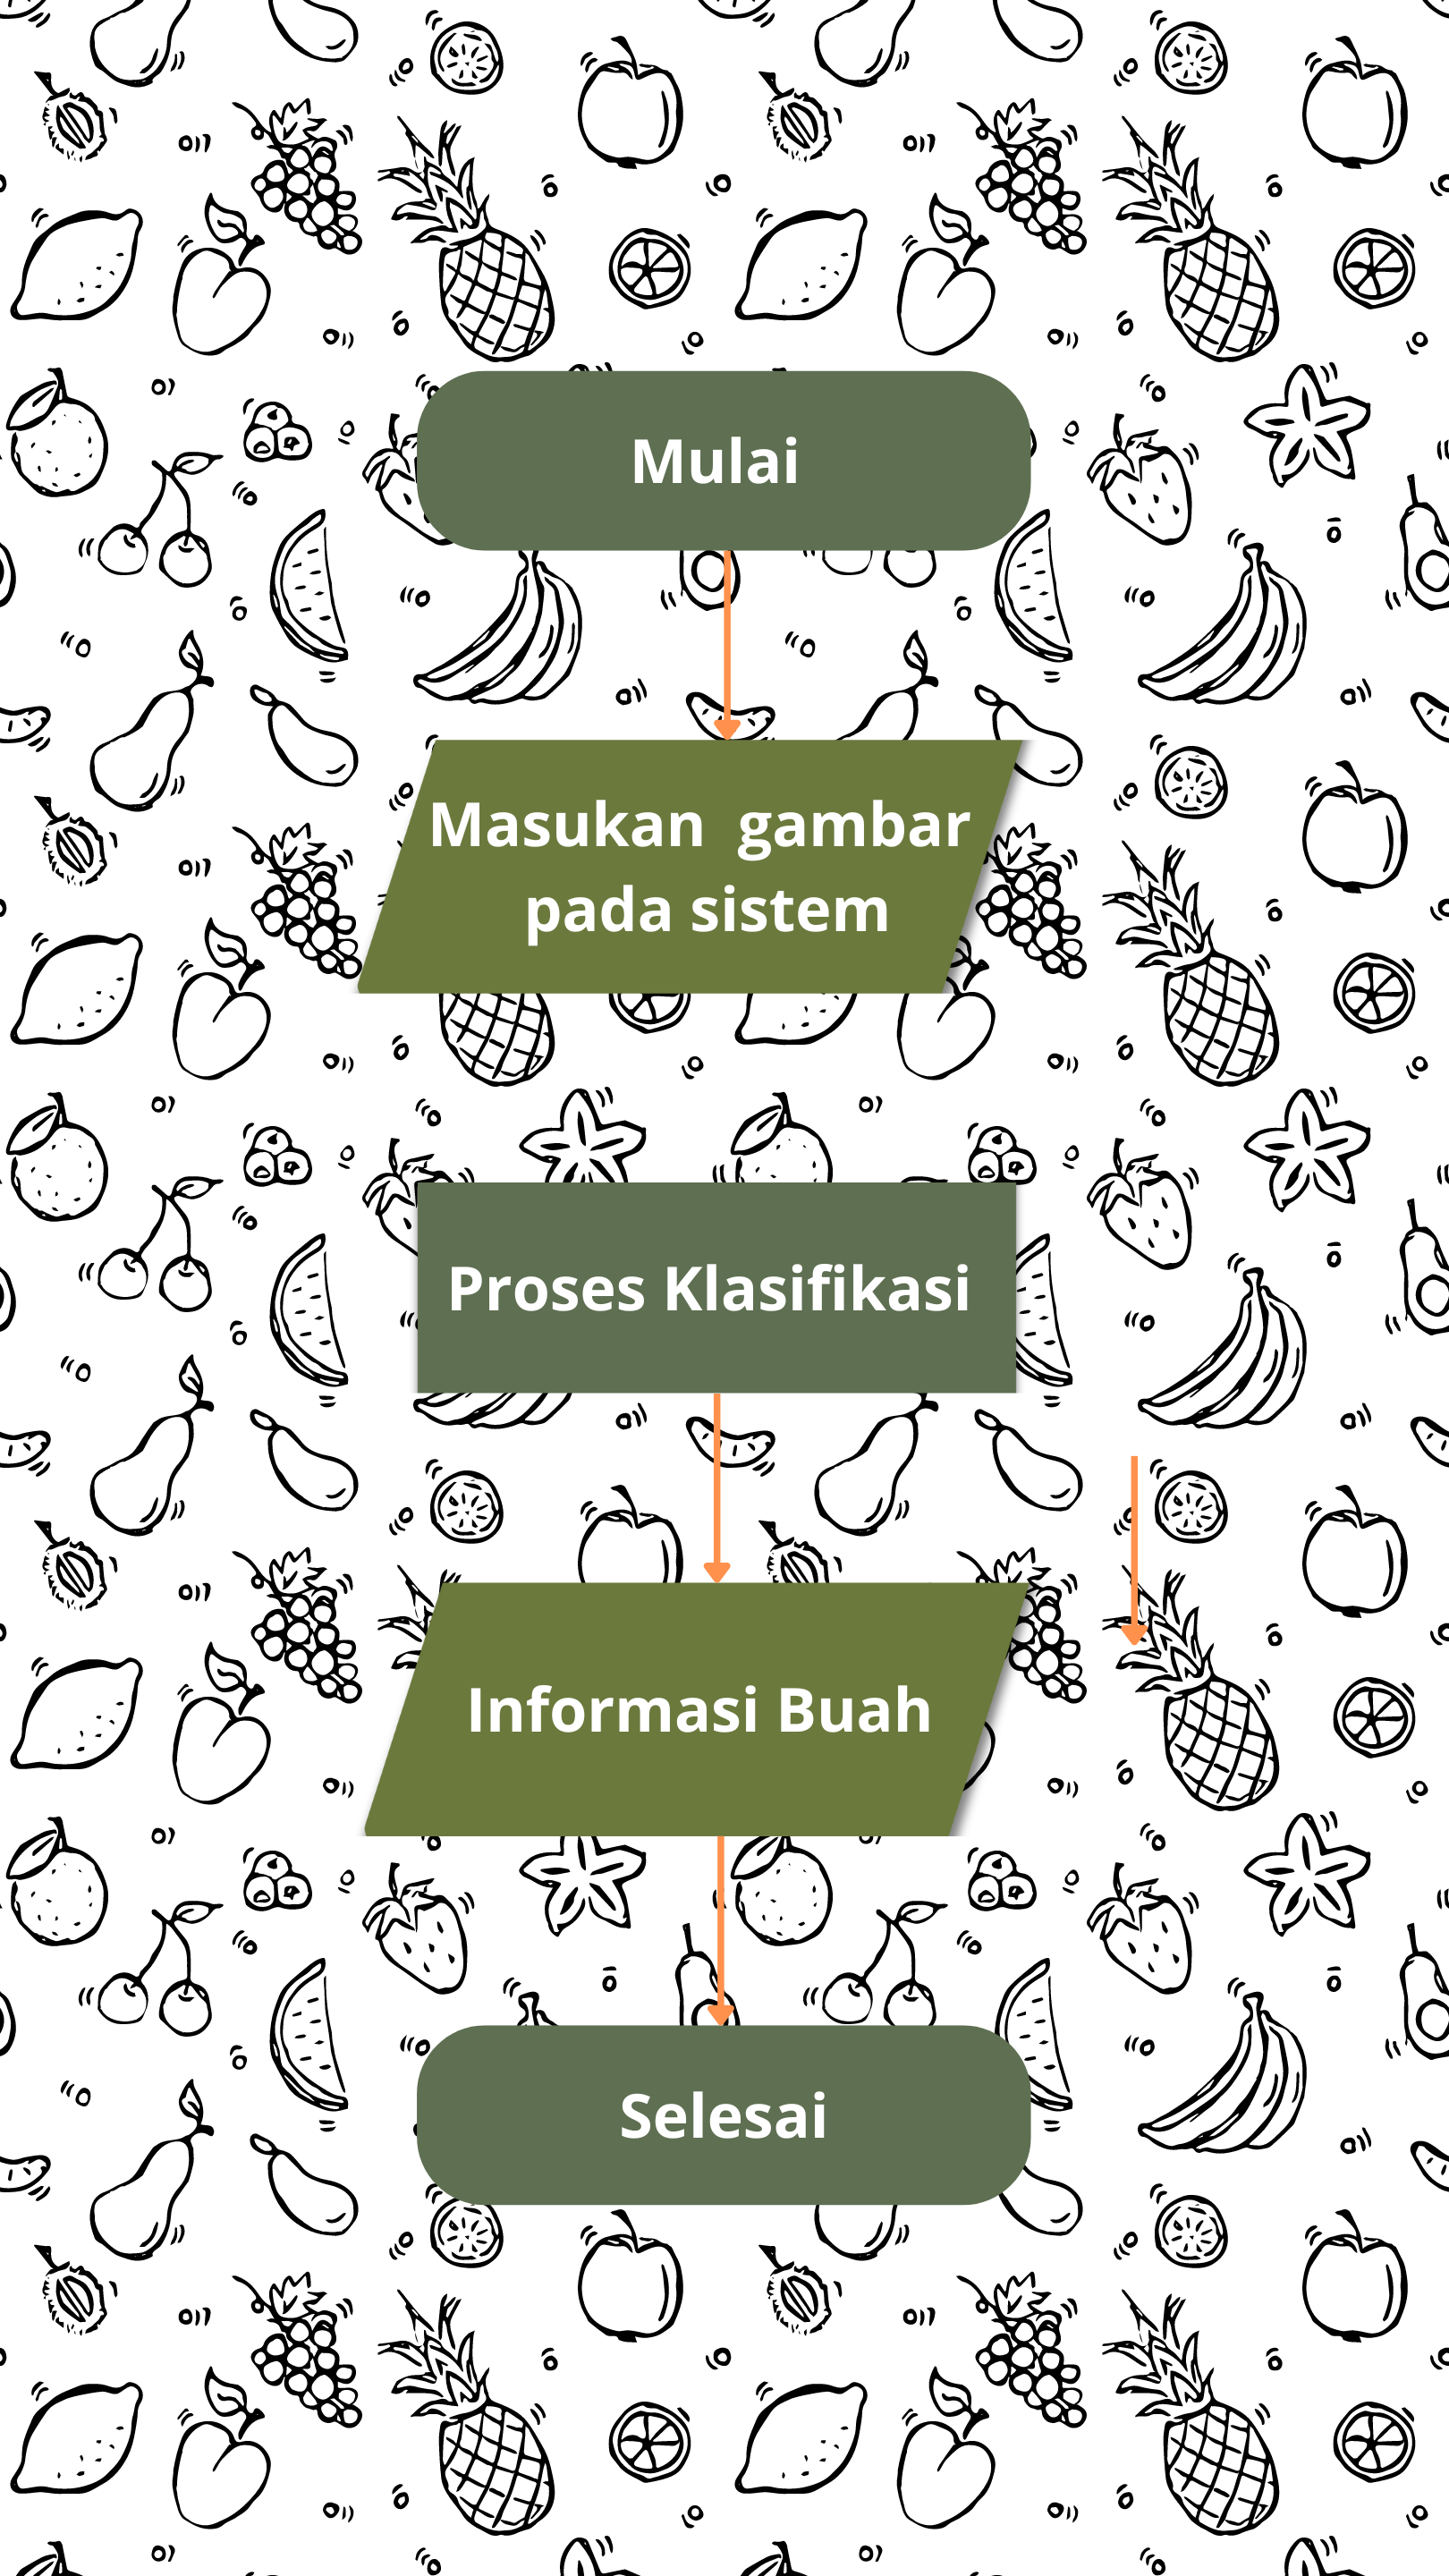 Mulai
Masukan  gambar
pada sistem
Proses Klasifikasi
Informasi Buah
Selesai